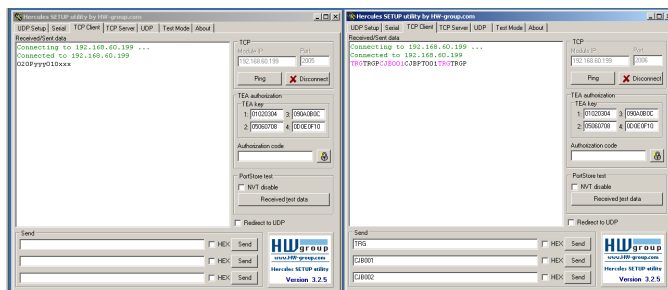 Hercules SETUP utility by HW-group.com
UDP Setup Serial TCP Client TCP Server UDP Test Mode About
Received/Sent data
Connecting to 192.168.60.199 ...
Connected to 192.168.60.199
O2OPyyyO1Oxxx
TCP
Module IP Port
192.168.60.199 2005
Ping Disconnect
TEA authorization
TEA key
1: 01020304 3: 090A0B0C
2: 05060708 4: 0D0E0F10
Authorization code
PortStore test
NVT disable
Received test data
Redirect to UDP
Send
HEX Send
HEX Send
HEX Send
HW group
www.HW-group.com
Hercules SETUP utility
Version 3.2.5
Hercules SETUP utility by HW-group.com
UDP Setup Serial TCP Client TCP Server UDP Test Mode About
Received/Sent data
Connecting to 192.168.60.199 ...
Connected to 192.168.60.199
TRGTRGPCJB001CJBPTO01TRGTRGP
TCP
Module IP Port
192.168.60.199 2006
Ping Disconnect
TEA authorization
TEA key
1: 01020304 3: 090A0B0C
2: 05060708 4: 0D0E0F10
Authorization code
PortStore test
NVT disable
Received test data
Redirect to UDP
Send
TRG HEX Send
CJB001 HEX Send
CJB002 HEX Send
HW group
www.HW-group.com
Hercules SETUP utility
Version 3.2.5